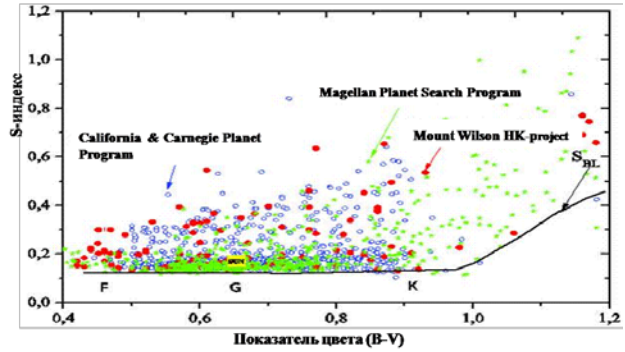 1,2
1,0
0,8
0,6
0,4
0,2
0,0
S-индекс
Magellan Planet Search Program
California & Carnegie Planet
Program
Mount Wilson HK-project
S BL
F G K
0,4 0,6 0,8 1,0 1,2
Показатель цвета (B-V)